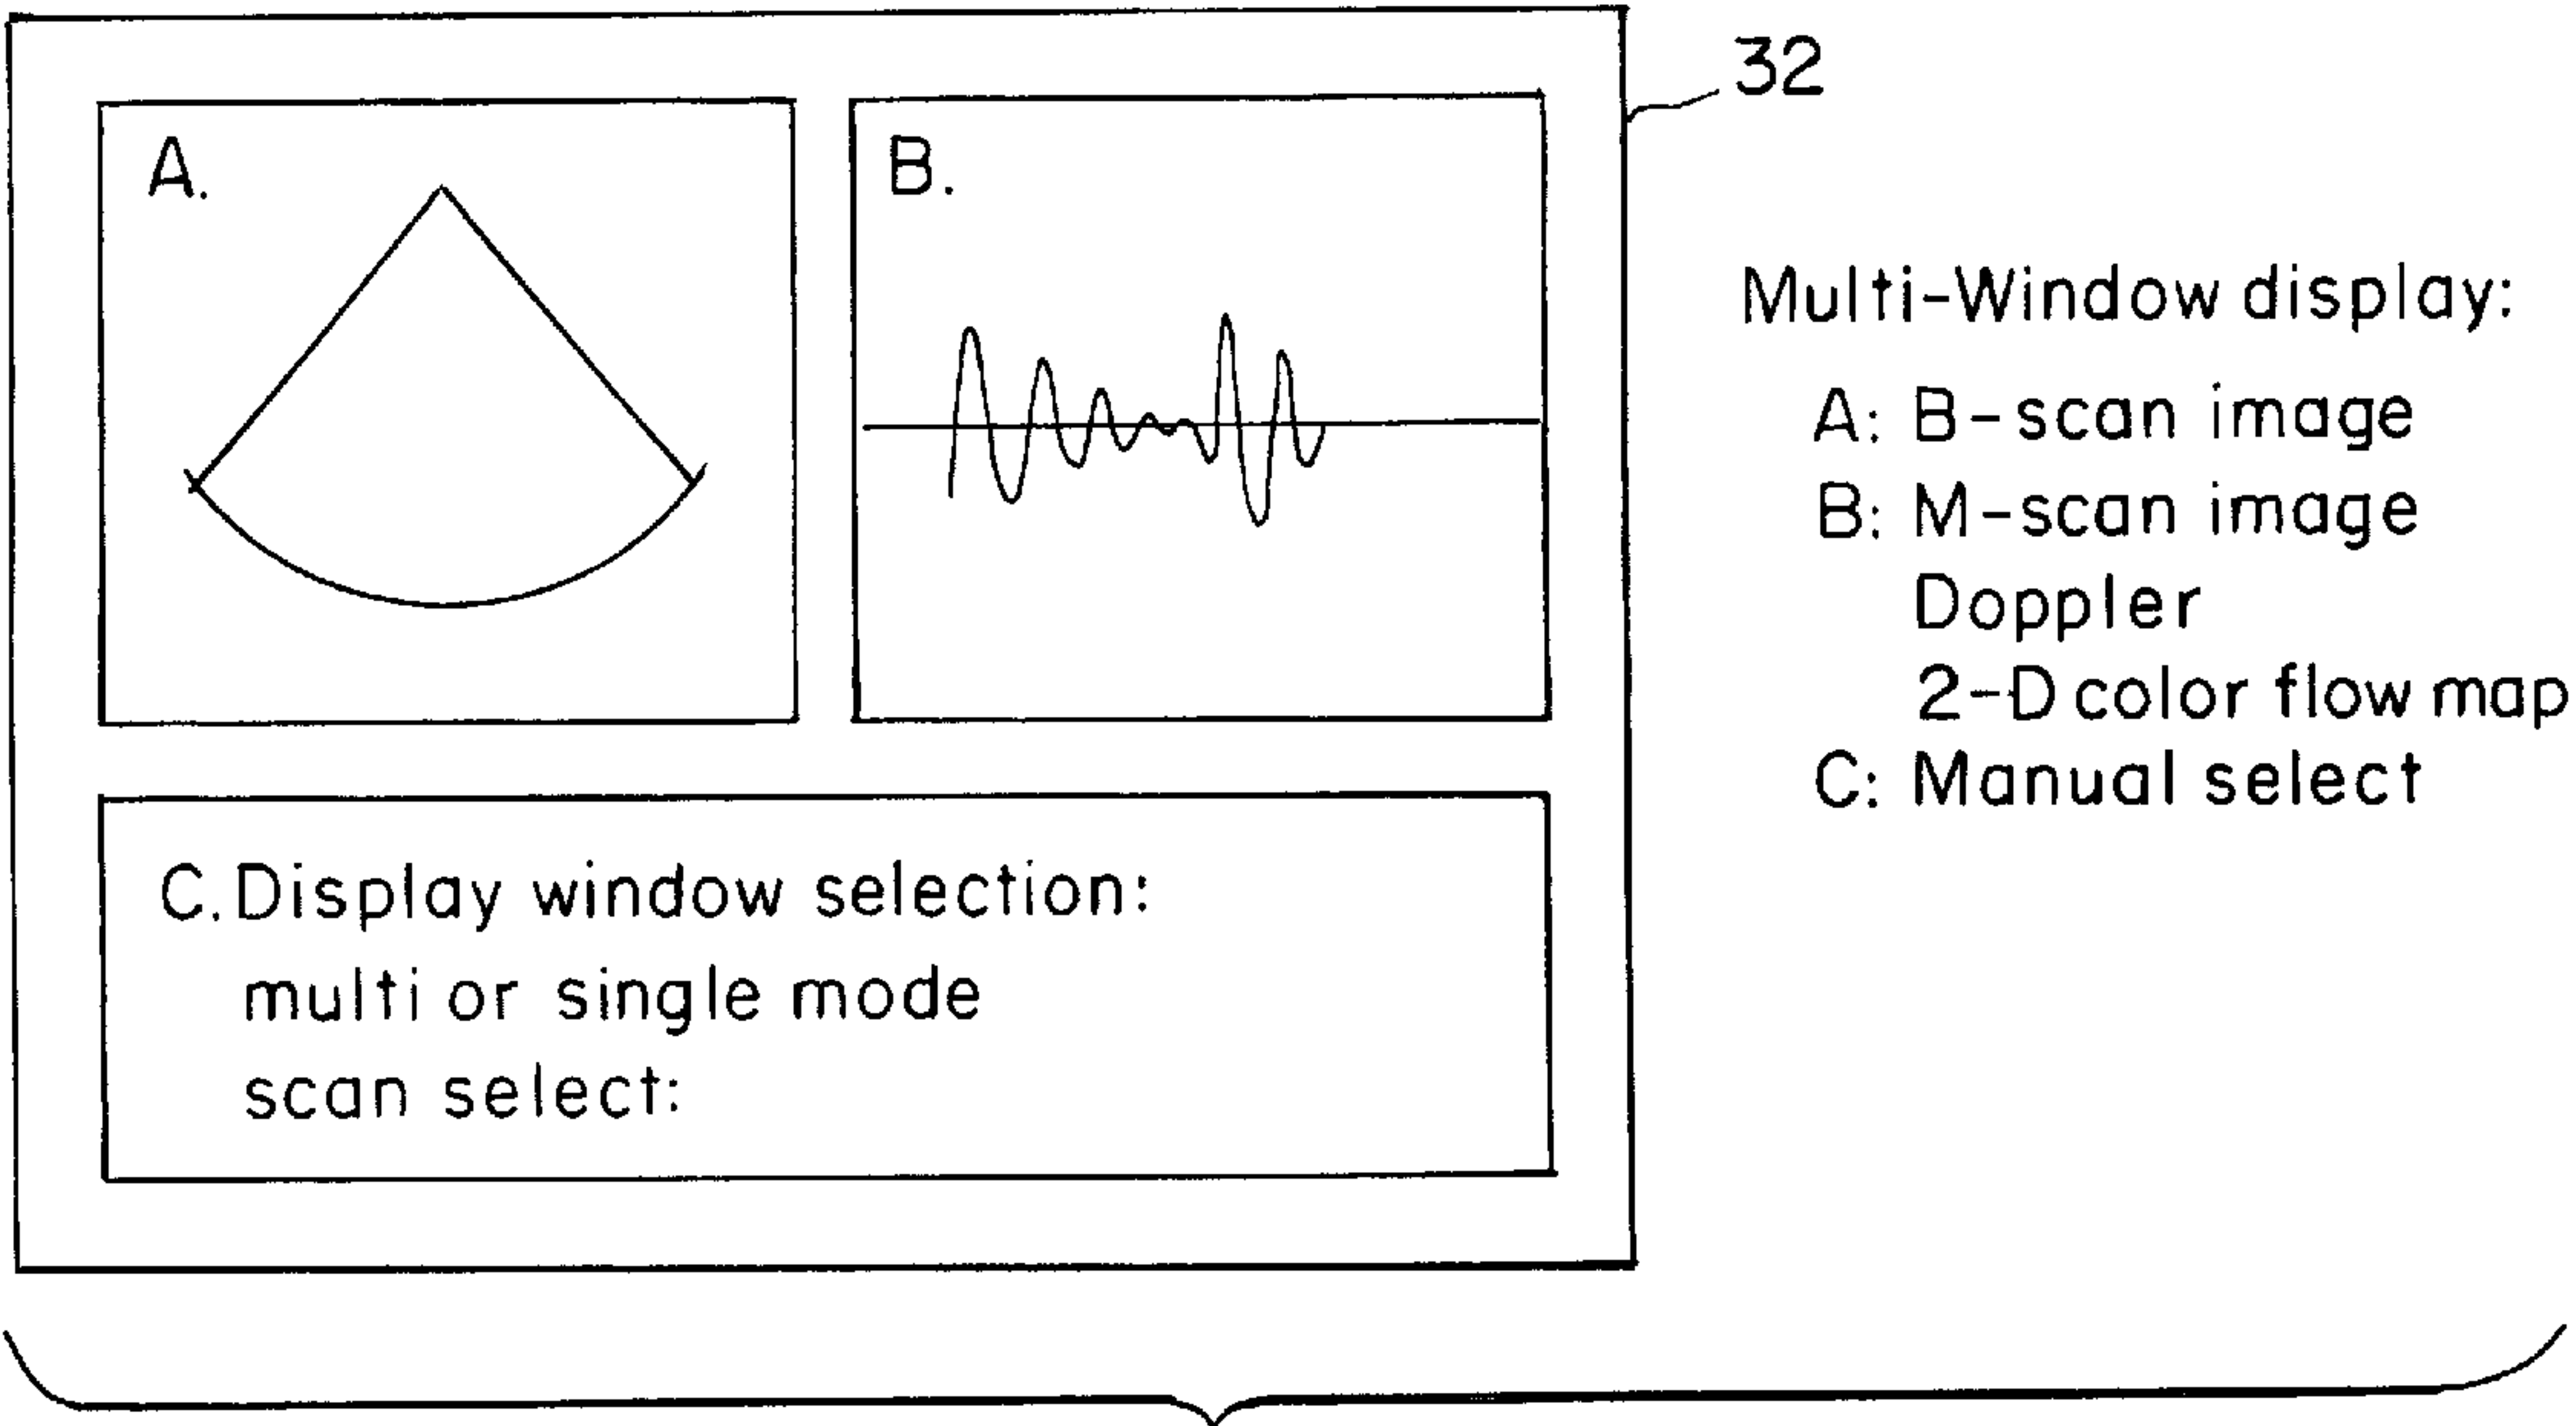 32
A.
B.
C. Display window selection:
multi or single mode
scan select:
Multi-Window display:
A: B-scan image
B: M-scan image
Doppler
2-D color flow map
C: Manual select